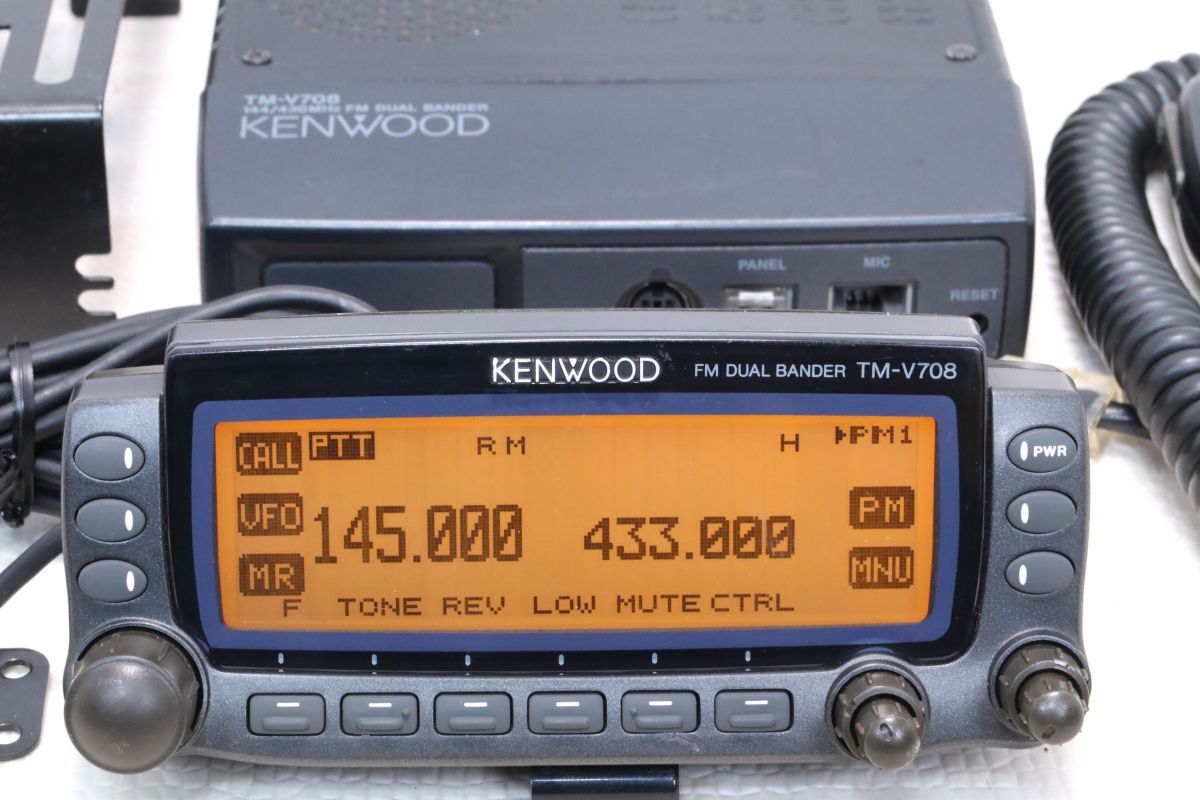 TM-V708
144/430MHz FM DUAL BANDER
KENWOOD
PANEL
MIC
RESET
KENWOOD FM DUAL BANDER TM-V708
CALL PTT R M H ▸PM1
VFO 145.000 433.000 PM
MR MNU
F TONE REV LOW MUTE CTRL
PWR